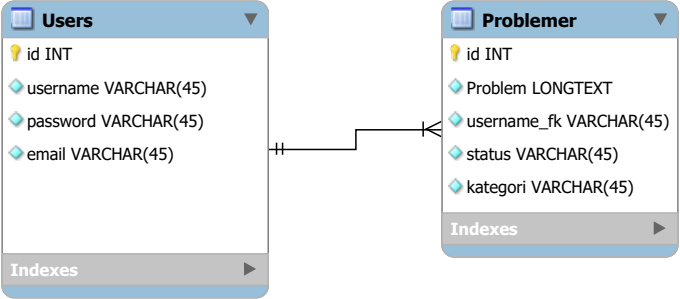 Users
id INT
username VARCHAR(45)
password VARCHAR(45)
email VARCHAR(45)
Indexes
Problemer
id INT
Problem LONGTEXT
username_fk VARCHAR(45)
status VARCHAR(45)
kategori VARCHAR(45)
Indexes